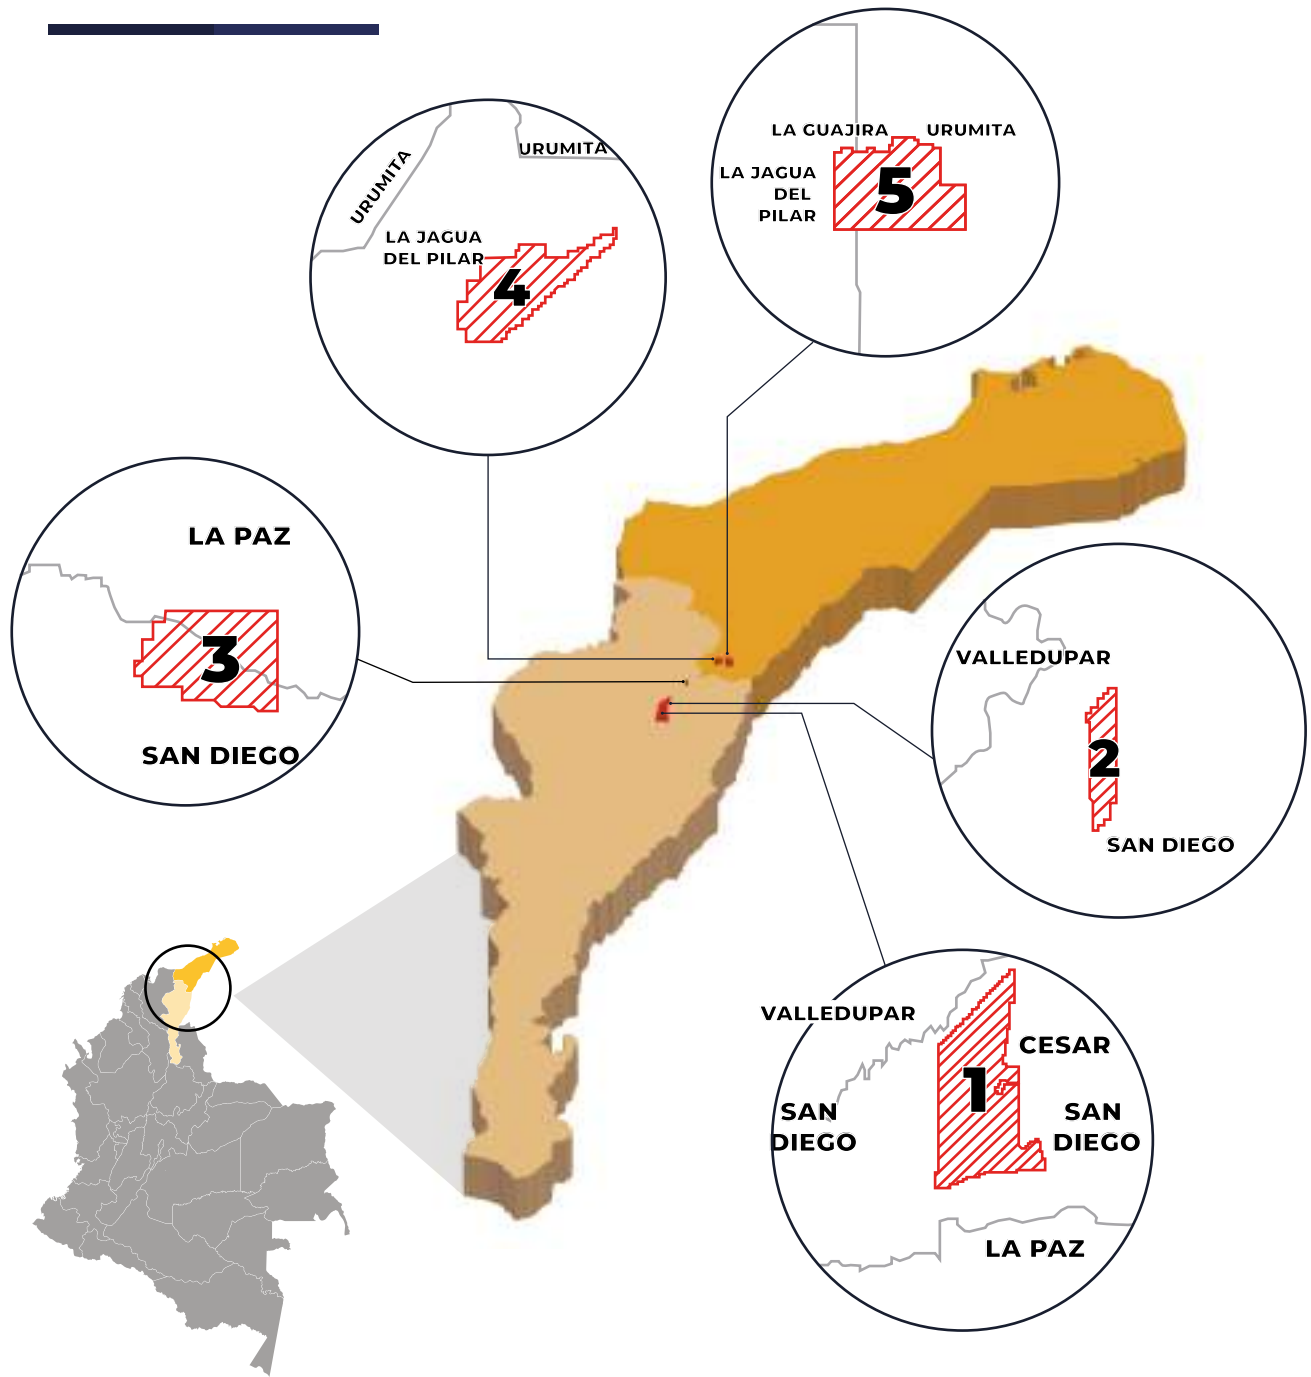 LA GUAJIRA
URUMITA
LA JAGUA
DEL
PILAR
5
URUMITA
URUMITA
LA JAGUA
DEL PILAR
4
LA PAZ
3
SAN DIEGO
VALLEDUPAR
2
SAN DIEGO
VALLEDUPAR
CESAR
1
SAN
DIEGO
SAN
DIEGO
LA PAZ